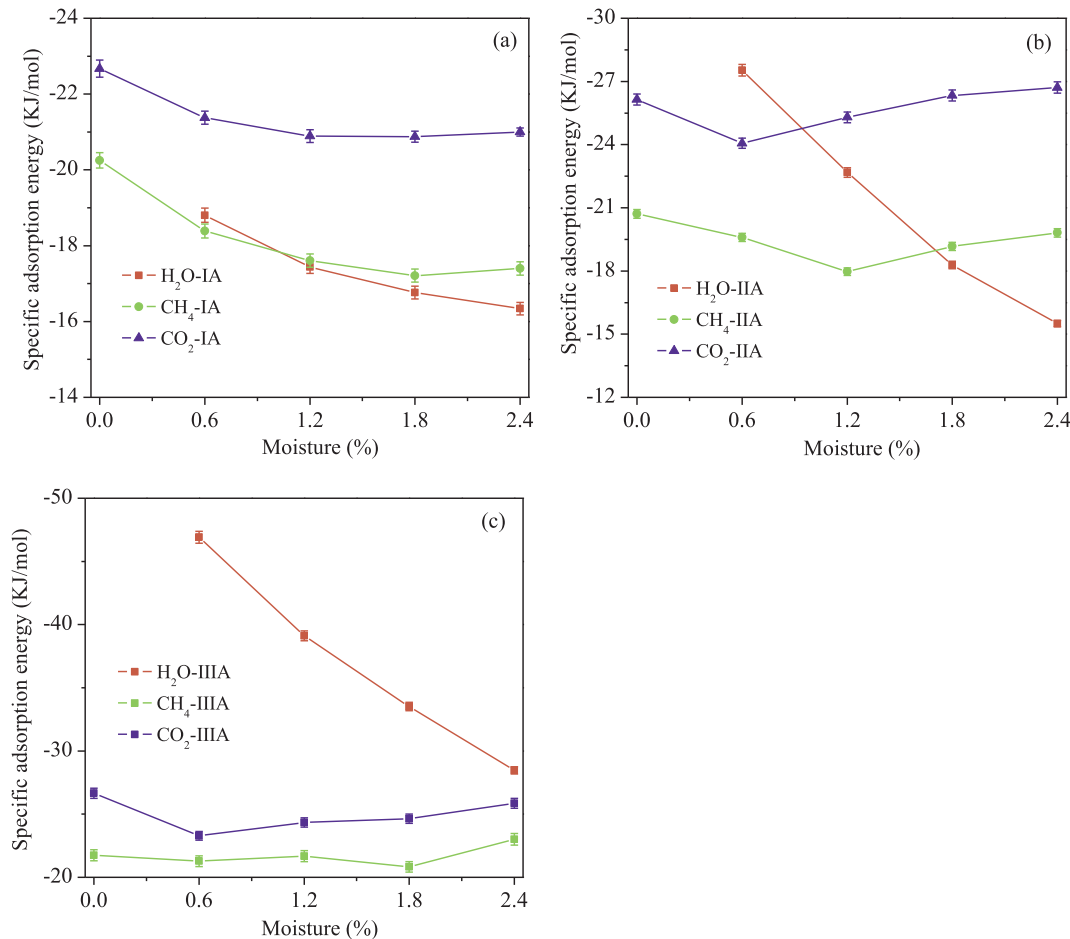 (a)
Specific adsorption energy (KJ/mol)
-24
-22
-20
-18
-16
-14
H₂O-IA
CH₄-IA
CO₂-IA
0.0 0.6 1.2 1.8 2.4
Moisture (%)
(b)
Specific adsorption energy (KJ/mol)
-30
-27
-24
-21
-18
-15
-12
H₂O-IIA
CH₄-IIA
CO₂-IIA
0.0 0.6 1.2 1.8 2.4
Moisture (%)
(c)
Specific adsorption energy (KJ/mol)
-50
-40
-30
-20
H₂O-IIIA
CH₄-IIIA
CO₂-IIIA
0.0 0.6 1.2 1.8 2.4
Moisture (%)